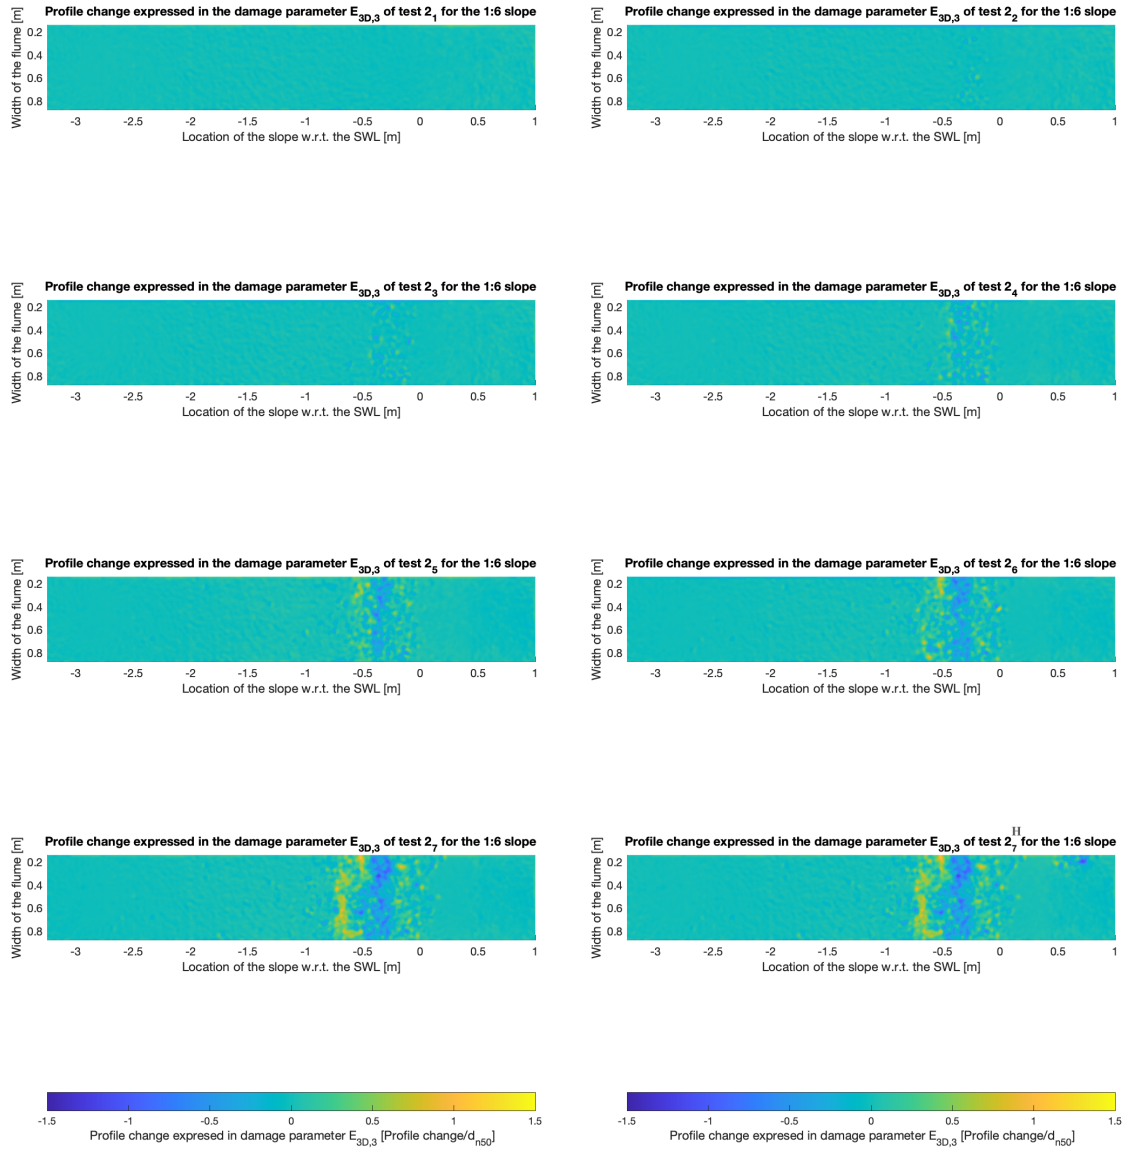 Profile change expressed in the damage parameter E3D,3 of test 21 for the 1:6 slope
Width of the flume [m]
0.2
0.4
0.6
0.8
-3 -2.5 -2 -1.5 -1 -0.5 0 0.5 1
Location of the slope w.r.t. the SWL [m]
Profile change expressed in the damage parameter E3D,3 of test 22 for the 1:6 slope
Width of the flume [m]
0.2
0.4
0.6
0.8
-3 -2.5 -2 -1.5 -1 -0.5 0 0.5 1
Location of the slope w.r.t. the SWL [m]
Profile change expressed in the damage parameter E3D,3 of test 23 for the 1:6 slope
Width of the flume [m]
0.2
0.4
0.6
0.8
-3 -2.5 -2 -1.5 -1 -0.5 0 0.5 1
Location of the slope w.r.t. the SWL [m]
Profile change expressed in the damage parameter E3D,3 of test 24 for the 1:6 slope
Width of the flume [m]
0.2
0.4
0.6
0.8
-3 -2.5 -2 -1.5 -1 -0.5 0 0.5 1
Location of the slope w.r.t. the SWL [m]
Profile change expressed in the damage parameter E3D,3 of test 25 for the 1:6 slope
Width of the flume [m]
0.2
0.4
0.6
0.8
-3 -2.5 -2 -1.5 -1 -0.5 0 0.5 1
Location of the slope w.r.t. the SWL [m]
Profile change expressed in the damage parameter E3D,3 of test 26 for the 1:6 slope
Width of the flume [m]
0.2
0.4
0.6
0.8
-3 -2.5 -2 -1.5 -1 -0.5 0 0.5 1
Location of the slope w.r.t. the SWL [m]
Profile change expressed in the damage parameter E3D,3 of test 27 for the 1:6 slope
Width of the flume [m]
0.2
0.4
0.6
0.8
-3 -2.5 -2 -1.5 -1 -0.5 0 0.5 1
Location of the slope w.r.t. the SWL [m]
H
Profile change expressed in the damage parameter E3D,3 of test 27 for the 1:6 slope
Width of the flume [m]
0.2
0.4
0.6
0.8
-3 -2.5 -2 -1.5 -1 -0.5 0 0.5 1
Location of the slope w.r.t. the SWL [m]
-1.5 -1 -0.5 0 0.5 1 1.5
Profile change expresed in damage parameter E3D,3 [Profile change/dn50]
-1.5 -1 -0.5 0 0.5 1 1.5
Profile change expresed in damage parameter E3D,3 [Profile change/dn50]